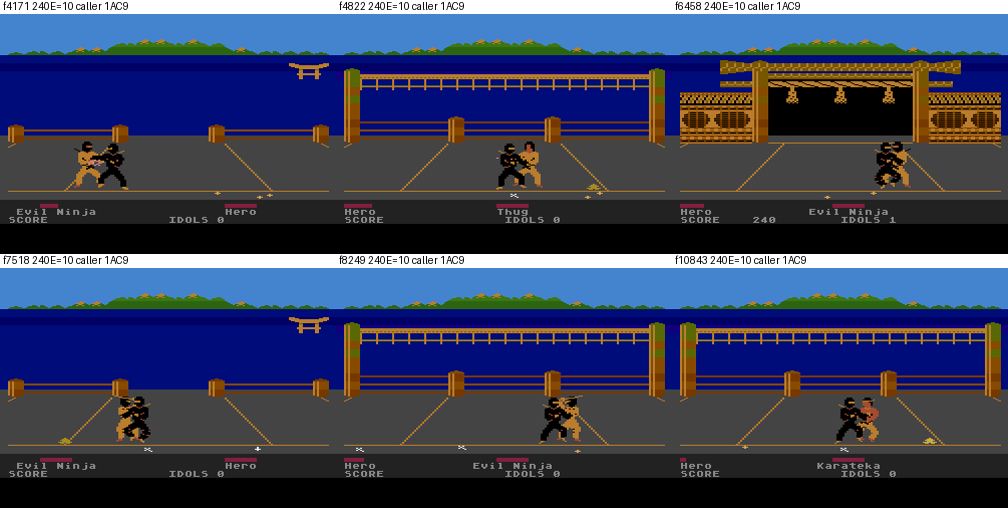 f4171 240E=10 caller 1AC9
f4822 240E=10 caller 1AC9
f6458 240E=10 caller 1AC9
Evil Ninja Hero
SCORE IDOLS 0
Hero Thug
SCORE IDOLS 0
Hero Evil Ninja
SCORE 240 IDOLS 1
f7518 240E=10 caller 1AC9
f8249 240E=10 caller 1AC9
f10843 240E=10 caller 1AC9
Evil Ninja Hero
SCORE IDOLS 0
Hero Evil Ninja
SCORE IDOLS 0
Hero Karateka
SCORE IDOLS 0